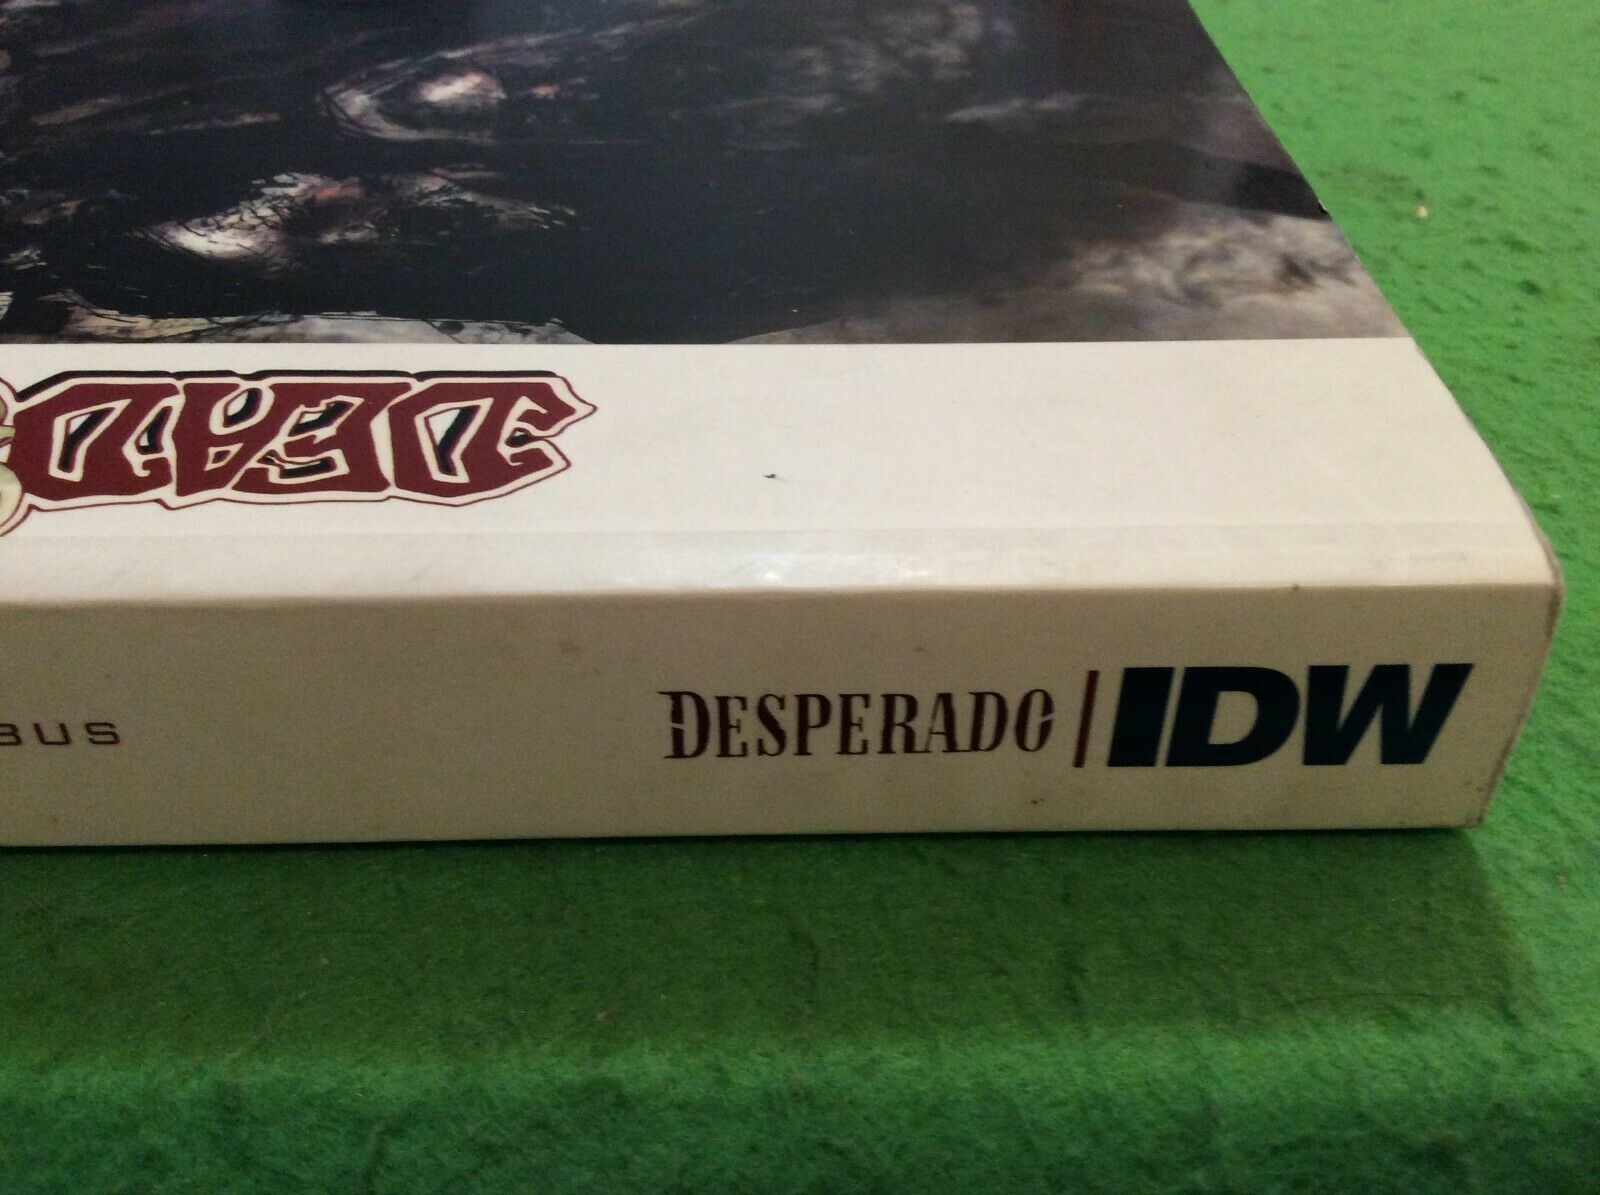 DEAD
BUS
DESPERADO | IDW